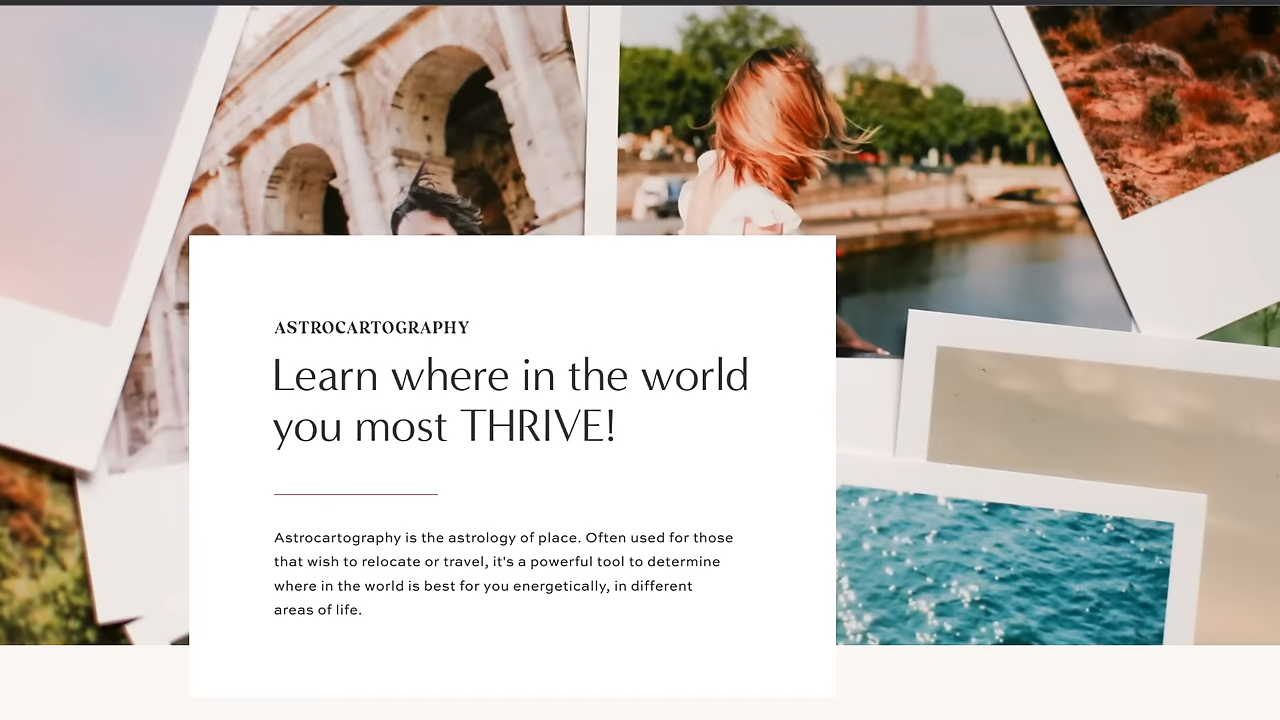 ASTROCARTOGRAPHY
Learn where in the world
you most THRIVE!
Astrocartography is the astrology of place. Often used for those
that wish to relocate or travel, it's a powerful tool to determine
where in the world is best for you energetically, in different
areas of life.